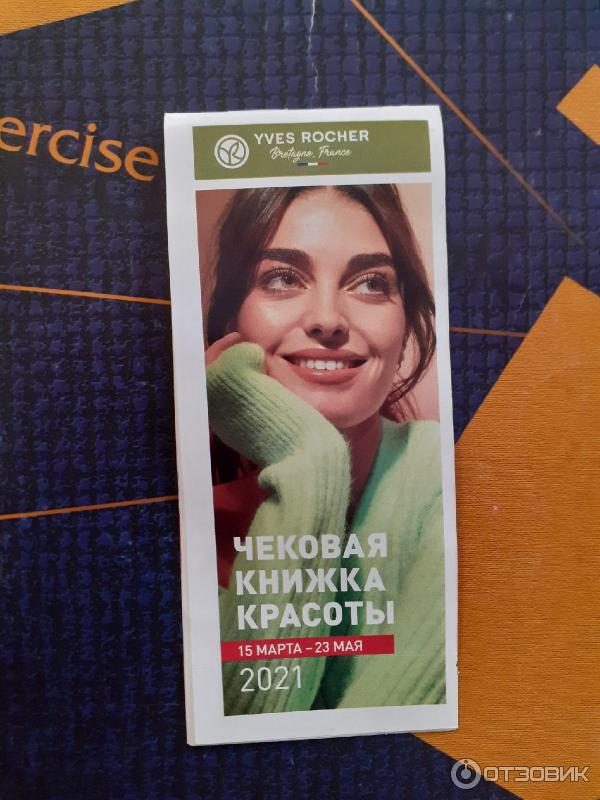 ercise
YVES ROCHER
Bretagne, France
ЧЕКОВАЯ
КНИЖКА
КРАСОТЫ
15 МАРТА – 23 МАЯ
2021
ОТЗОВИК